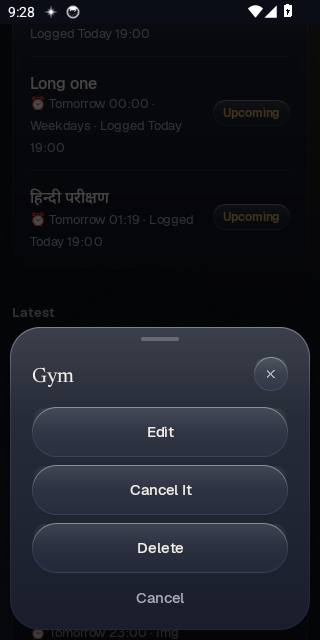 9:28
Logged Today 19:00
Long one
⏰ Tomorrow 00:00 ·
Weekdays · Logged Today
19:00
Upcoming
हिन्दी परीक्षण
⏰ Tomorrow 01:19 · Logged
Today 19:00
Upcoming
Latest
Gym
Edit
Cancel It
Delete
Cancel
⏰ Tomorrow 23:00 · Img